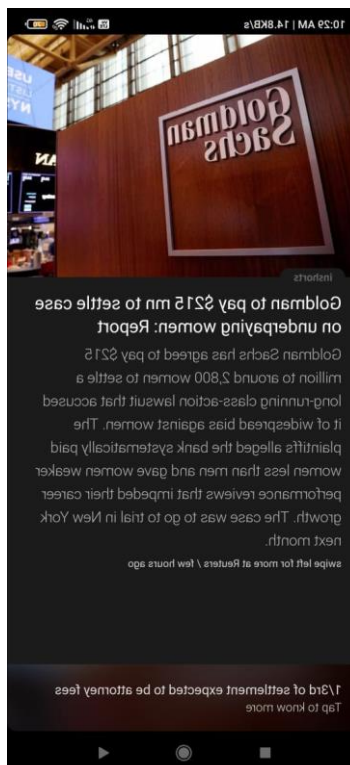 10:29 AM | 14.8KB/s
Goldman
Sachs
inshorts
Goldman to pay $215 mn to settle case
on underpaying women: Report
Goldman Sachs has agreed to pay $215
million to around 2,800 women to settle a
long-running class-action lawsuit that accused
it of widespread bias against women. The
plaintiffs alleged the bank systematically paid
women less than men and gave women weaker
performance reviews that impeded their career
growth. The case was to go to trial in New York
next month.
swipe left for more at Reuters / few hours ago
1/3rd of settlement expected to be attorney fees
Tap to know more